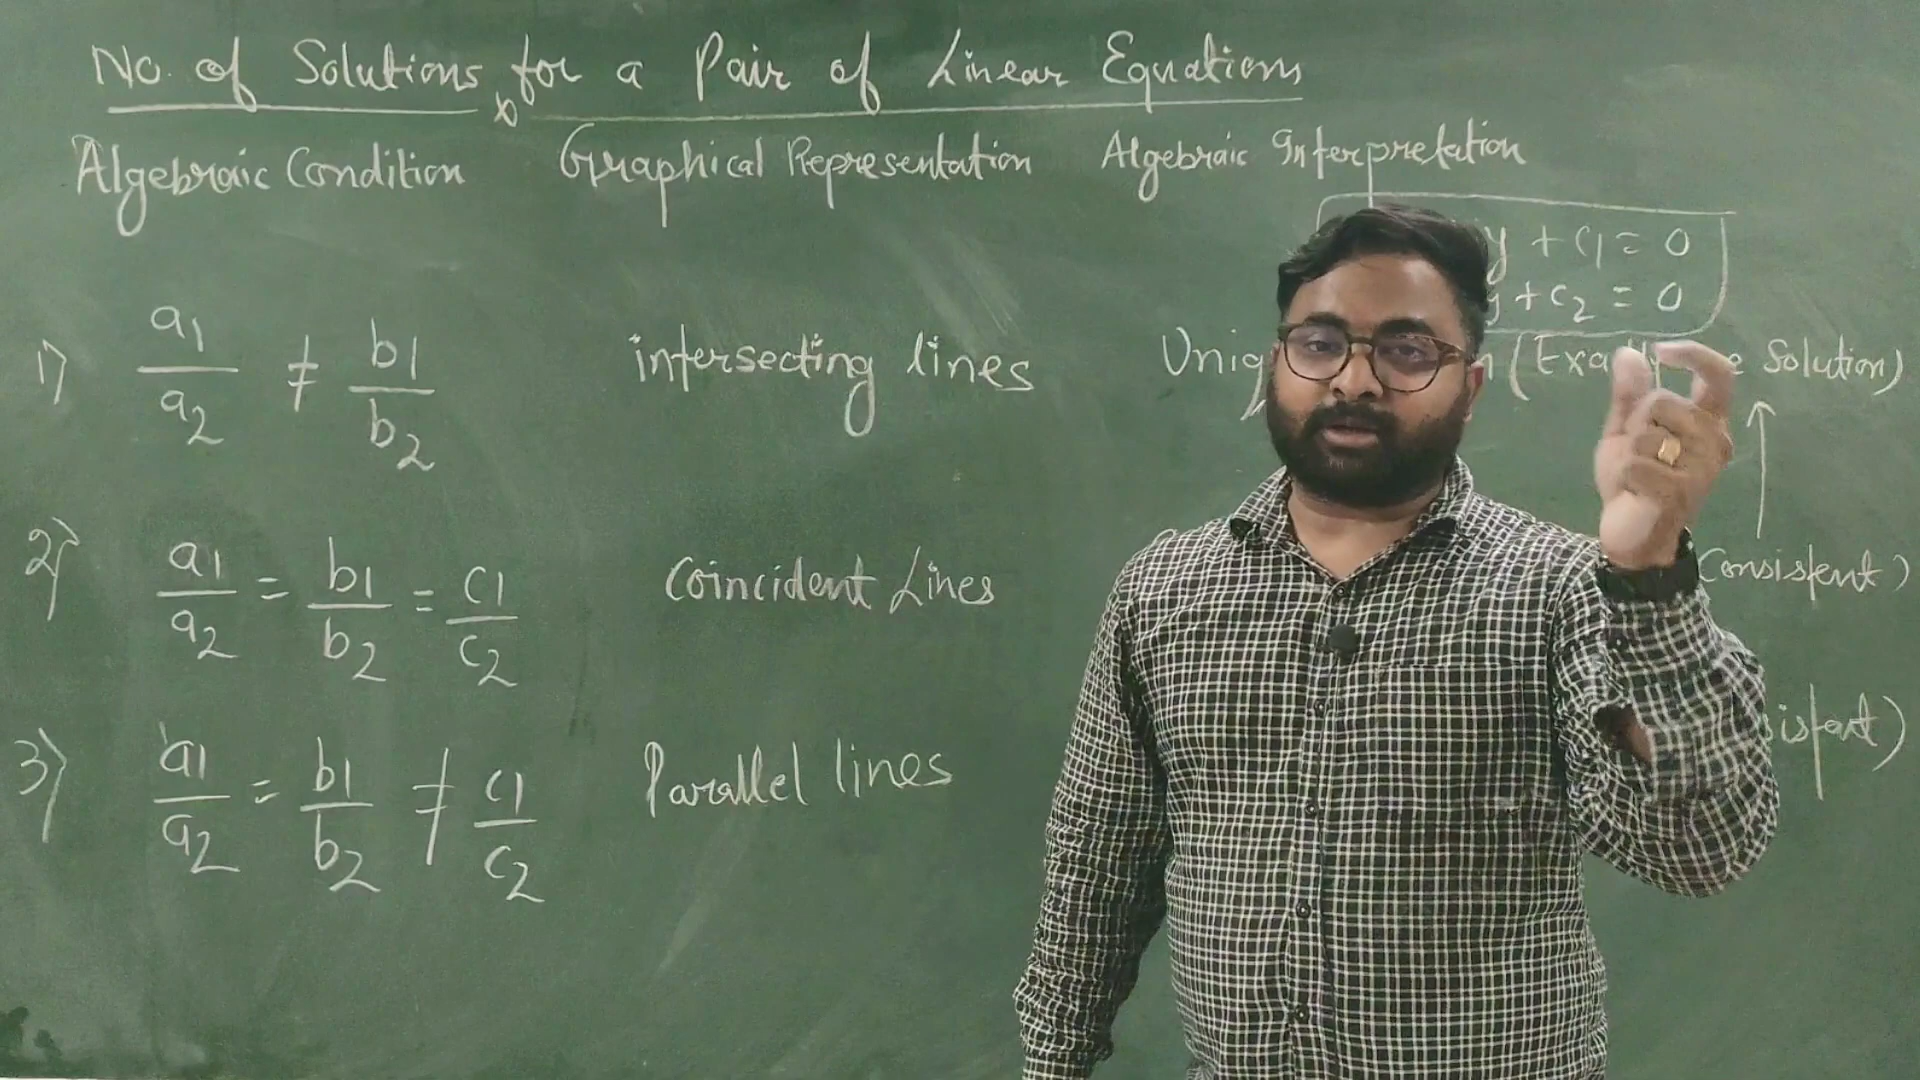 No. of Solutions for a Pair of Linear Equations
Algebraic Condition Graphical Representation Algebraic Interpretation
y + c1 = 0
y + c2 = 0
1) a1/a2 ≠ b1/b2 intersecting lines (Exa Solution)
2) a1/a2 = b1/b2 = c1/c2 Coincident Lines Consistent)
3) a1/a2 = b1/b2 ≠ c1/c2 Parallel lines